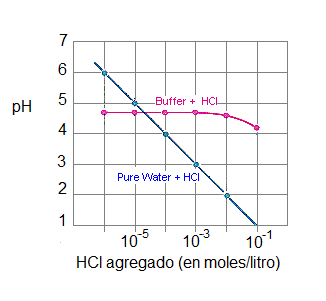 7
6
pH
5
Buffer + HCl
4
3
Pure Water + HCl
2
1
10-5 10-3 10-1
HCl agregado (en moles/litro)